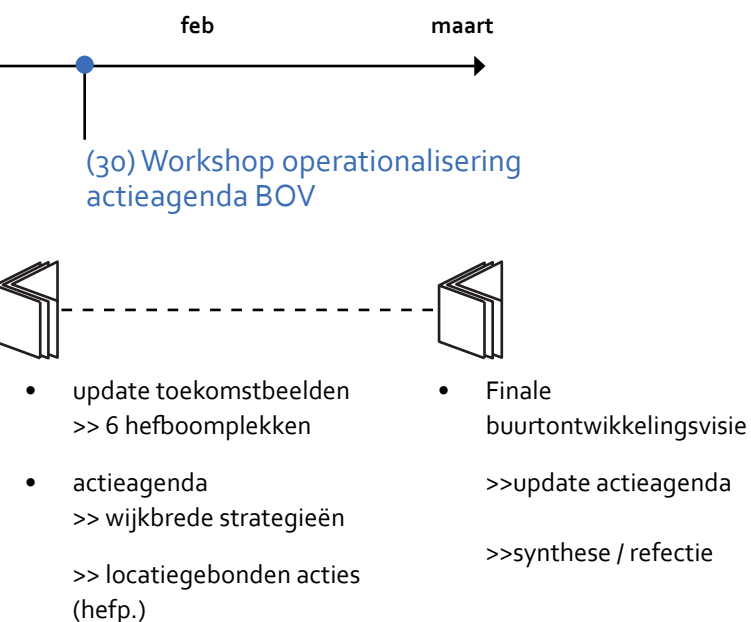 feb
maart
(30) Workshop operationalisering
actieagenda BOV
• update toekomstbeelden
>> 6 hefboomplekken
• actieagenda
>> wijkbrede strategieën
>> locatiegebonden acties
(hefp.)
• Finale
buurtontwikkelingsvisie
>>update actieagenda
>>synthese / refectie